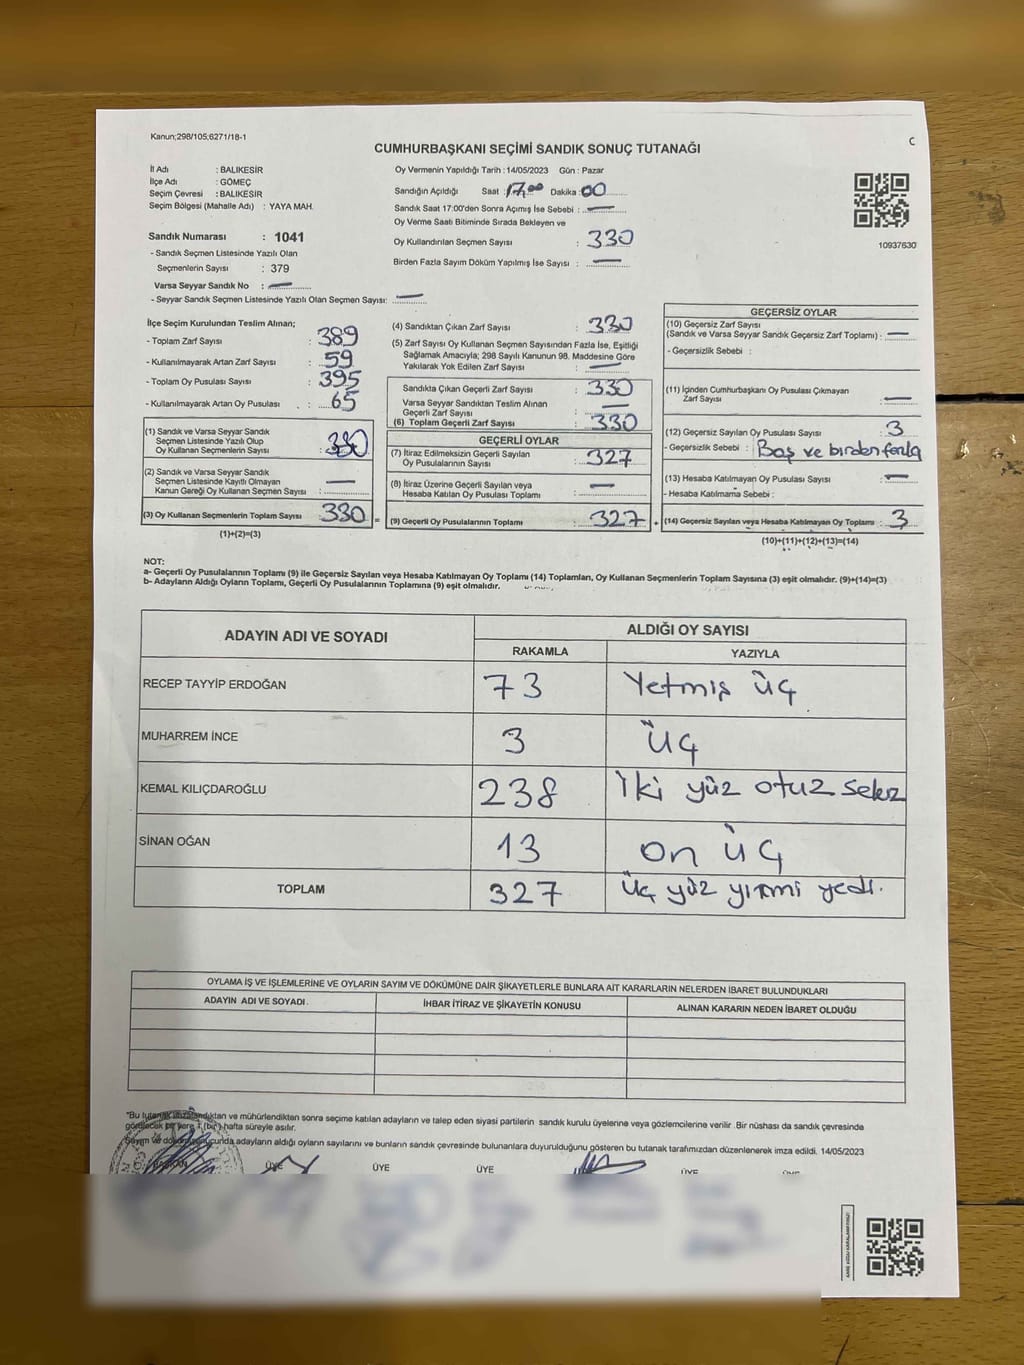 Kanun;298/105;6271/18-1
C
CUMHURBAŞKANI SEÇİMİ SANDIK SONUÇ TUTANAĞI
İl Adı : BALIKESİR
İlçe Adı : GÖMEÇ
Seçim Çevresi : BALIKESİR
Seçim Bölgesi (Mahalle Adı) : YAYA MAH.
Sandık Numarası : 1041
- Sandık Seçmen Listesinde Yazılı Olan
Seçmenlerin Sayısı : 379
Varsa Seyyar Sandık No : —
- Seyyar Sandık Seçmen Listesinde Yazılı Olan Seçmen Sayısı: —
Oy Vermenin Yapıldığı Tarih : 14/05/2023 Gün : Pazar
Sandığın Açıldığı Saat : 17,00 Dakika : 00
Sandık Saat 17:00'den Sonra Açımış İse Sebebi : —
Oy Verme Saati Bitiminde Sırada Bekleyen ve
Oy Kullandırılan Seçmen Sayısı : 330
Birden Fazla Sayım Döküm Yapılmış İse Sayısı : —
10937630
İlçe Seçim Kurulundan Teslim Alınan;
- Toplam Zarf Sayısı : 389
- Kullanılmayarak Artan Zarf Sayısı : 59
- Toplam Oy Pusulası Sayısı : 395
- Kullanılmayarak Artan Oy Pusulası : 65
(1) Sandık ve Varsa Seyyar Sandık
Seçmen Listesinde Yazılı Olup
Oy Kullanan Seçmenlerin Sayısı : 330
(2) Sandık ve Varsa Seyyar Sandık
Seçmen Listesinde Kayıtlı Olmayan
Kanun Gereği Oy Kullanan Seçmen Sayısı : —
(3) Oy Kullanan Seçmenlerin Toplam Sayısı : 330 =
(1)+(2)=(3)
(4) Sandıktan Çıkan Zarf Sayısı : 330
(5) Zarf Sayısı Oy Kullanan Seçmen Sayısından Fazla İse, Eşitliği
Sağlamak Amacıyla; 298 Sayılı Kanunun 98. Maddesine Göre
Yakılarak Yok Edilen Zarf Sayısı : —
Sandıkta Çıkan Geçerli Zarf Sayısı : 330
Varsa Seyyar Sandıktan Teslim Alınan
Geçerli Zarf Sayısı : —
(6) Toplam Geçerli Zarf Sayısı : 330
GEÇERLİ OYLAR
(7) İtiraz Edilmeksizin Geçerli Sayılan
Oy Pusulalarının Sayısı : 327
(8) İtiraz Üzerine Geçerli Sayılan veya
Hesaba Katılan Oy Pusulası Toplamı : —
(9) Geçerli Oy Pusulalarının Toplamı : 327 +
GEÇERSİZ OYLAR
(10) Geçersiz Zarf Sayısı
(Sandık ve Varsa Seyyar Sandık Geçersiz Zarf Toplamı) : —
- Geçersizlik Sebebi :
(11) İçinden Cumhurbaşkanı Oy Pusulası Çıkmayan
Zarf Sayısı : —
(12) Geçersiz Sayılan Oy Pusulası Sayısı : 3
- Geçersizlik Sebebi : Boş ve birden fazla
(13) Hesaba Katılmayan Oy Pusulası Sayısı : —
- Hesaba Katılmama Sebebi :
(14) Geçersiz Sayılan veya Hesaba Katılmayan Oy Toplamı : 3
(10)+(11)+(12)+(13)=(14)
NOT:
a- Geçerli Oy Pusulalarının Toplamı (9) ile Geçersiz Sayılan veya Hesaba Katılmayan Oy Toplamı (14) Toplamları, Oy Kullanan Seçmenlerin Toplam Sayısına (3) eşit olmalıdır. (9)+(14)=(3)
b- Adayların Aldığı Oyların Toplamı, Geçerli Oy Pusulalarının Toplamına (9) eşit olmalıdır.
ADAYIN ADI VE SOYADI
ALDIĞI OY SAYISI
RAKAMLA YAZIYLA
RECEP TAYYİP ERDOĞAN 73 Yetmiş üç
MUHARREM İNCE 3 üç
KEMAL KILIÇDAROĞLU 238 İki yüz otuz sekiz
SİNAN OĞAN 13 on üç
TOPLAM 327 üç yüz yirmi yedi.
OYLAMA İŞ VE İŞLEMLERİNE VE OYLARIN SAYIM VE DÖKÜMÜNE DAİR ŞİKAYETLERLE BUNLARA AİT KARARLARIN NELERDEN İBARET BULUNDUKLARI
ADAYIN ADI VE SOYADI İHBAR İTİRAZ VE ŞİKAYETİN KONUSU ALINAN KARARIN NEDEN İBARET OLDUĞU
"Bu tutanak imzalandıktan ve mühürlendikten sonra seçime katılan adayların ve talep eden siyasi partilerin sandık kurulu üyelerine veya gözlemcilerine verilir. Bir nüshası da sandık çevresinde
görülecek bir yere 1 (bir) hafta süreyle asılır.
Sayım ve döküm sonucunda adayların aldığı oyların sayılarını ve bunların sandık çevresinde bulunanlara duyurulduğunu gösteren bu tutanak tarafımızdan düzenlenerek imza edildi. 14/05/2023
BAŞKAN ÜYE ÜYE ÜYE ÜYE ÜYE